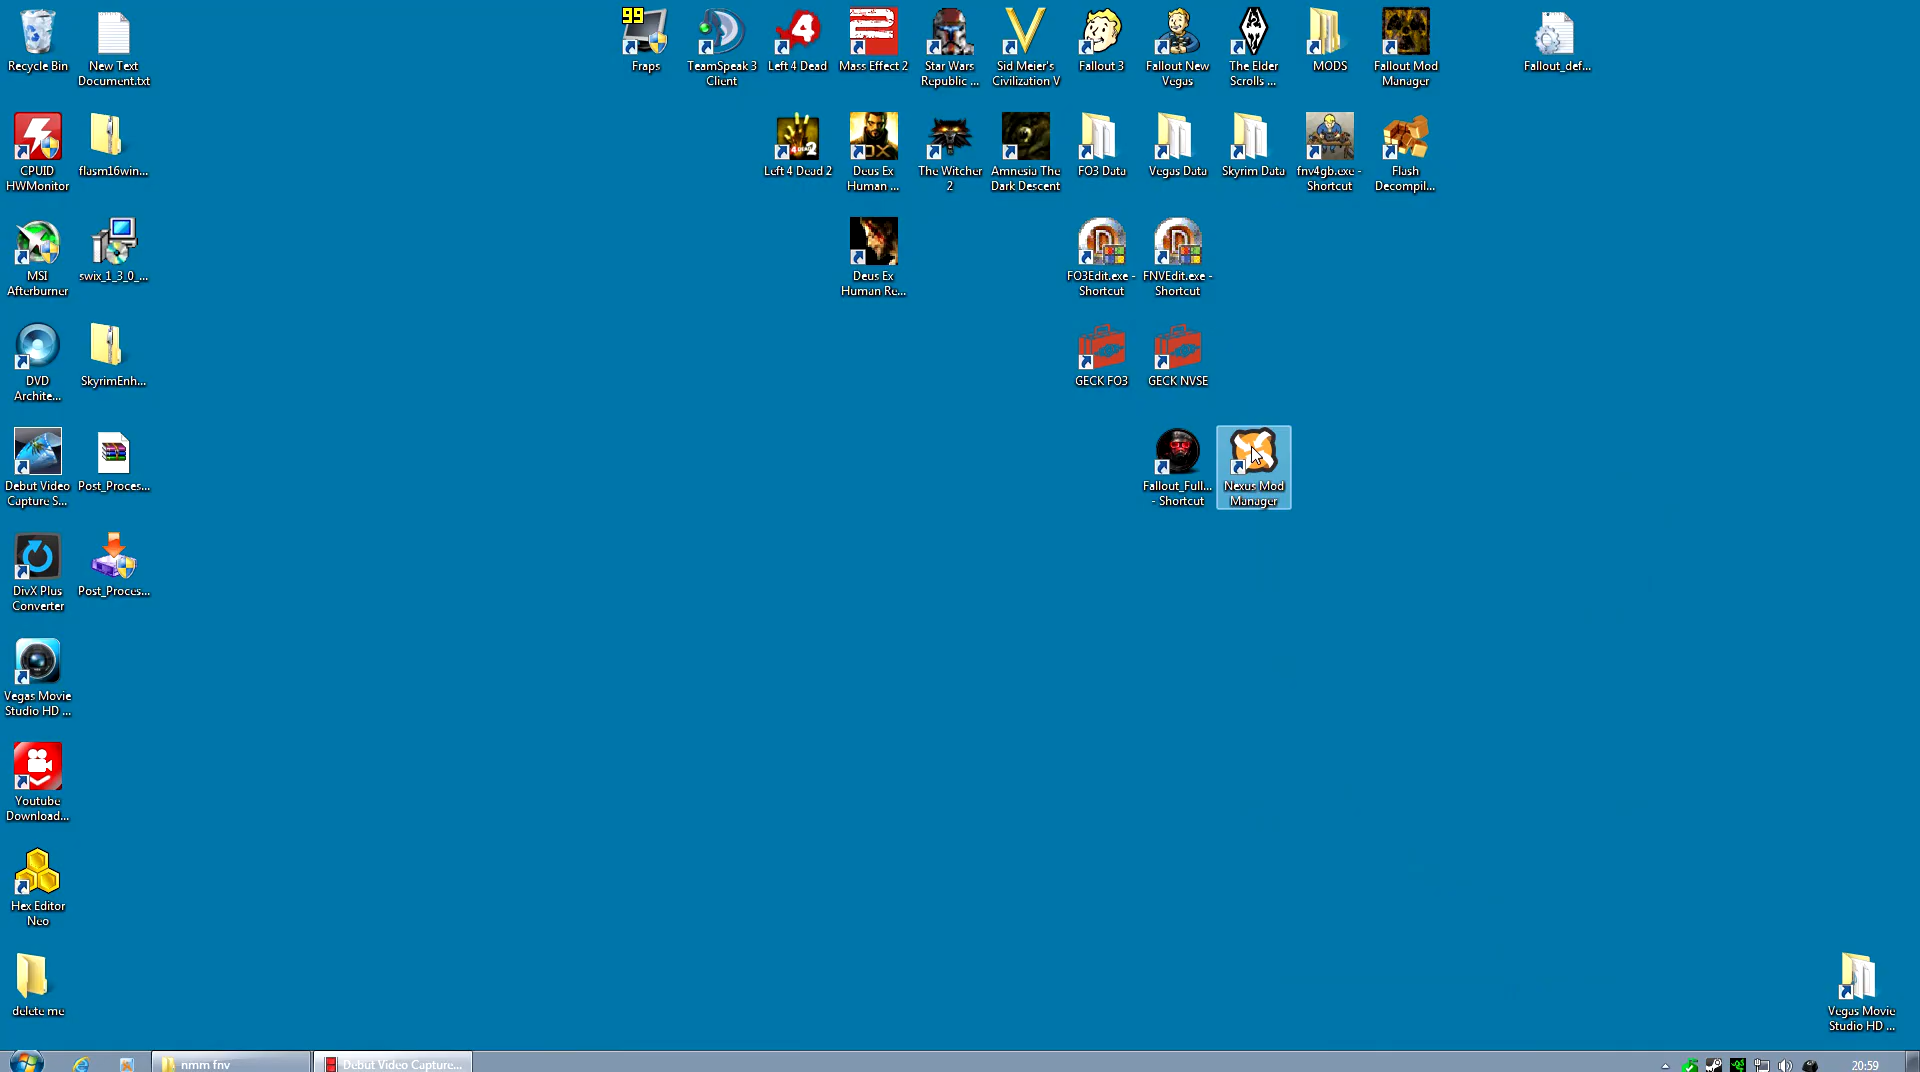 Recycle Bin
New Text
Document.txt
99
Fraps
TeamSpeak 3
Client
4
Left 4 Dead
2
Mass Effect 2
Star Wars
Republic ...
Sid Meier's
Civilization V
Fallout 3
Fallout New
Vegas
The Elder
Scrolls ...
MODS
Fallout Mod
Manager
Fallout_def...
CPUID
HWMonitor
flasm16win...
Left 4 Dead 2
DX
Deus Ex
Human ...
The Witcher
2
Amnesia The
Dark Descent
FO3 Data
Vegas Data
Skyrim Data
fnv4gb.exe -
Shortcut
Flash
Decompil...
MSI
Afterburner
swix_1_3_0_...
Deus Ex
Human Re...
FO3Edit.exe -
Shortcut
FNVEdit.exe -
Shortcut
DVD
Archite...
SkyrimEnh...
GECK FO3
GECK NVSE
Debut Video
Capture S...
Post_Proces...
Fallout_Full...
- Shortcut
Nexus Mod
Manager
DivX Plus
Converter
Post_Proces...
Vegas Movie
Studio HD ...
Youtube
Download...
Hex Editor
Neo
delete me
Vegas Movie
Studio HD ...
nmm fnv
Debut Video Capture...
20:59